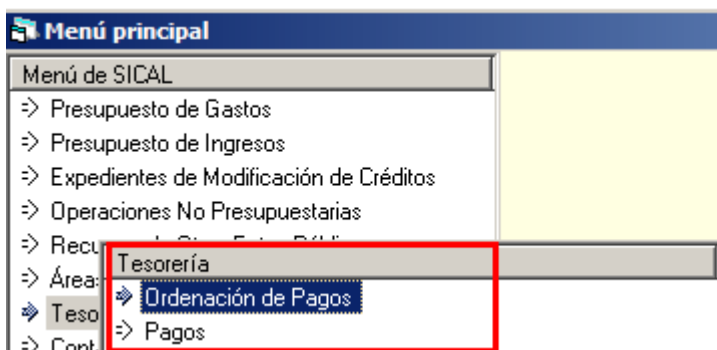 Menú principal
Menú de SICAL
Presupuesto de Gastos
Presupuesto de Ingresos
Expedientes de Modificación de Créditos
Operaciones No Presupuestarias
Tesorería
Ordenación de Pagos
Pagos